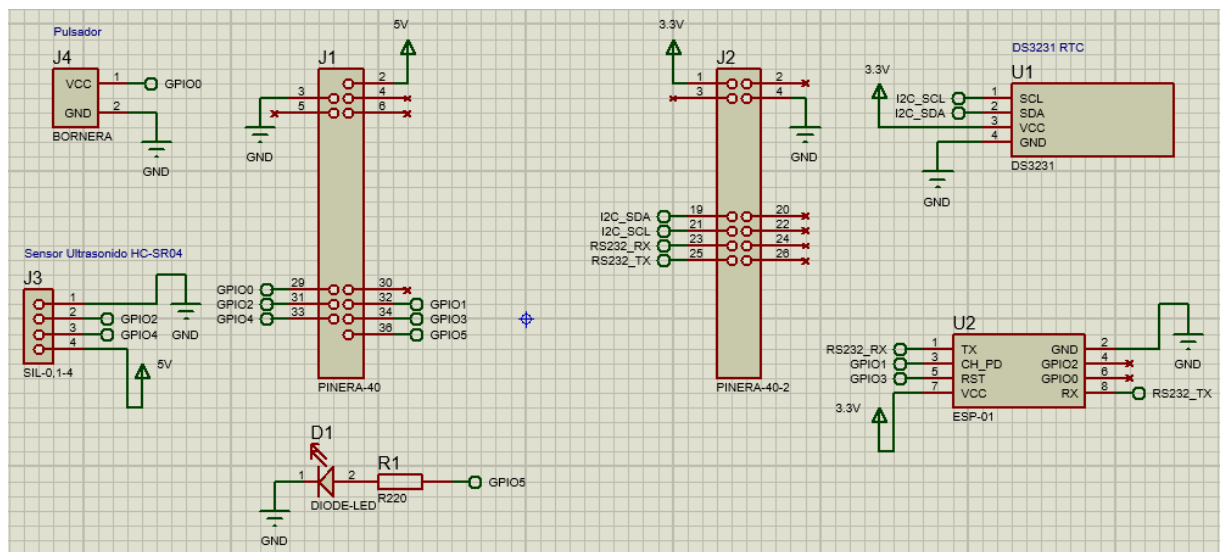 Pulsador
J4
VCC 1 GPIO0
GND 2
BORNERA
GND
5V
J1
2
3 4
5 6
GND
GPIO0 29 30
GPIO2 31 32 GPIO1
GPIO4 33 34 GPIO3
36 GPIO5
PINERA-40
3.3V
J2
1 2
3 4
GND
I2C_SDA 19 20
I2C_SCL 21 22
RS232_RX 23 24
RS232_TX 25 26
PINERA-40-2
DS3231 RTC
3.3V
U1
I2C_SCL 1 SCL
I2C_SDA 2 SDA
3 VCC
4 GND
DS3231
GND
Sensor Ultrasonido HC-SR04
J3
1
2 GPIO2
3 GPIO4
4
GND
5V
SIL-0,1-4
U2
RS232_RX 1 TX GND 2
GPIO1 3 CH_PD GPIO2 4
GPIO3 5 RST GPIO0 6
7 VCC RX 8 RS232_TX
GND
3.3V
ESP-01
D1
R1
1 2 GPIO5
DIODE-LED
R220
GND